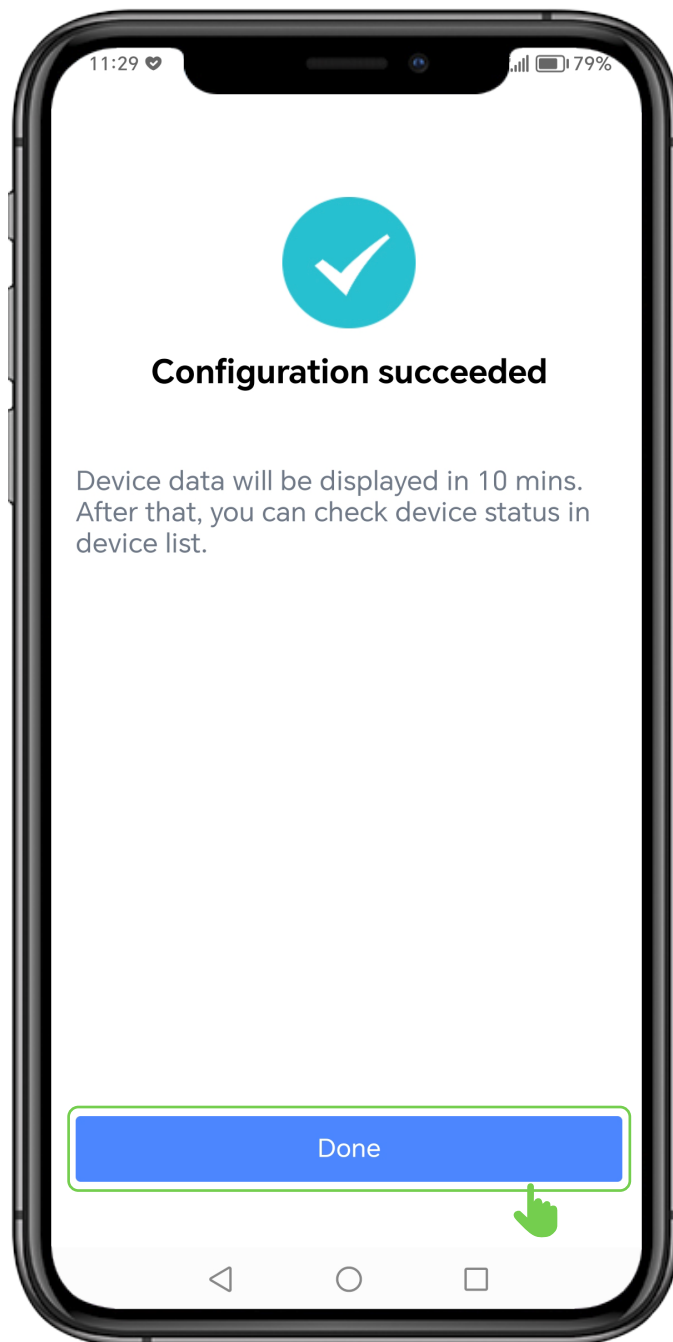 11:29 79%
Configuration succeeded
Device data will be displayed in 10 mins.
After that, you can check device status in
device list.
Done